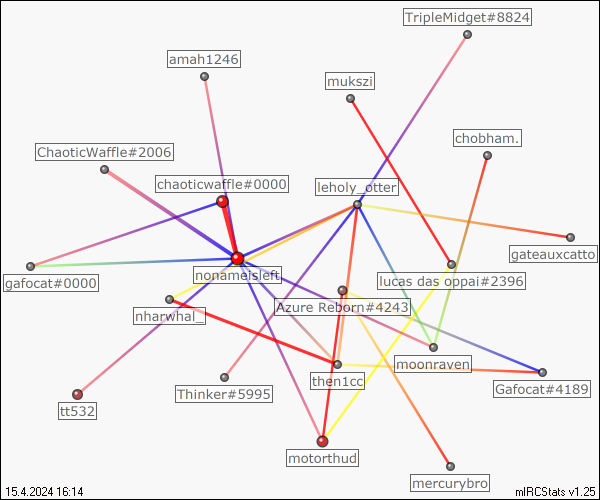 TripleMidget#8824
amah1246
mukszi
chobham.
ChaoticWaffle#2006
chaoticwaffle#0000
leholy_otter
gateauxcatto
nonameisleft
gafocat#0000
lucas das oppai#2396
Azure Reborn#4243
nharwhal_
moonraven
then1cc
Thinker#5995
Gafocat#4189
tt532
motorthud
mercurybro
15.4.2024 16:14
mIRCStats v1.25